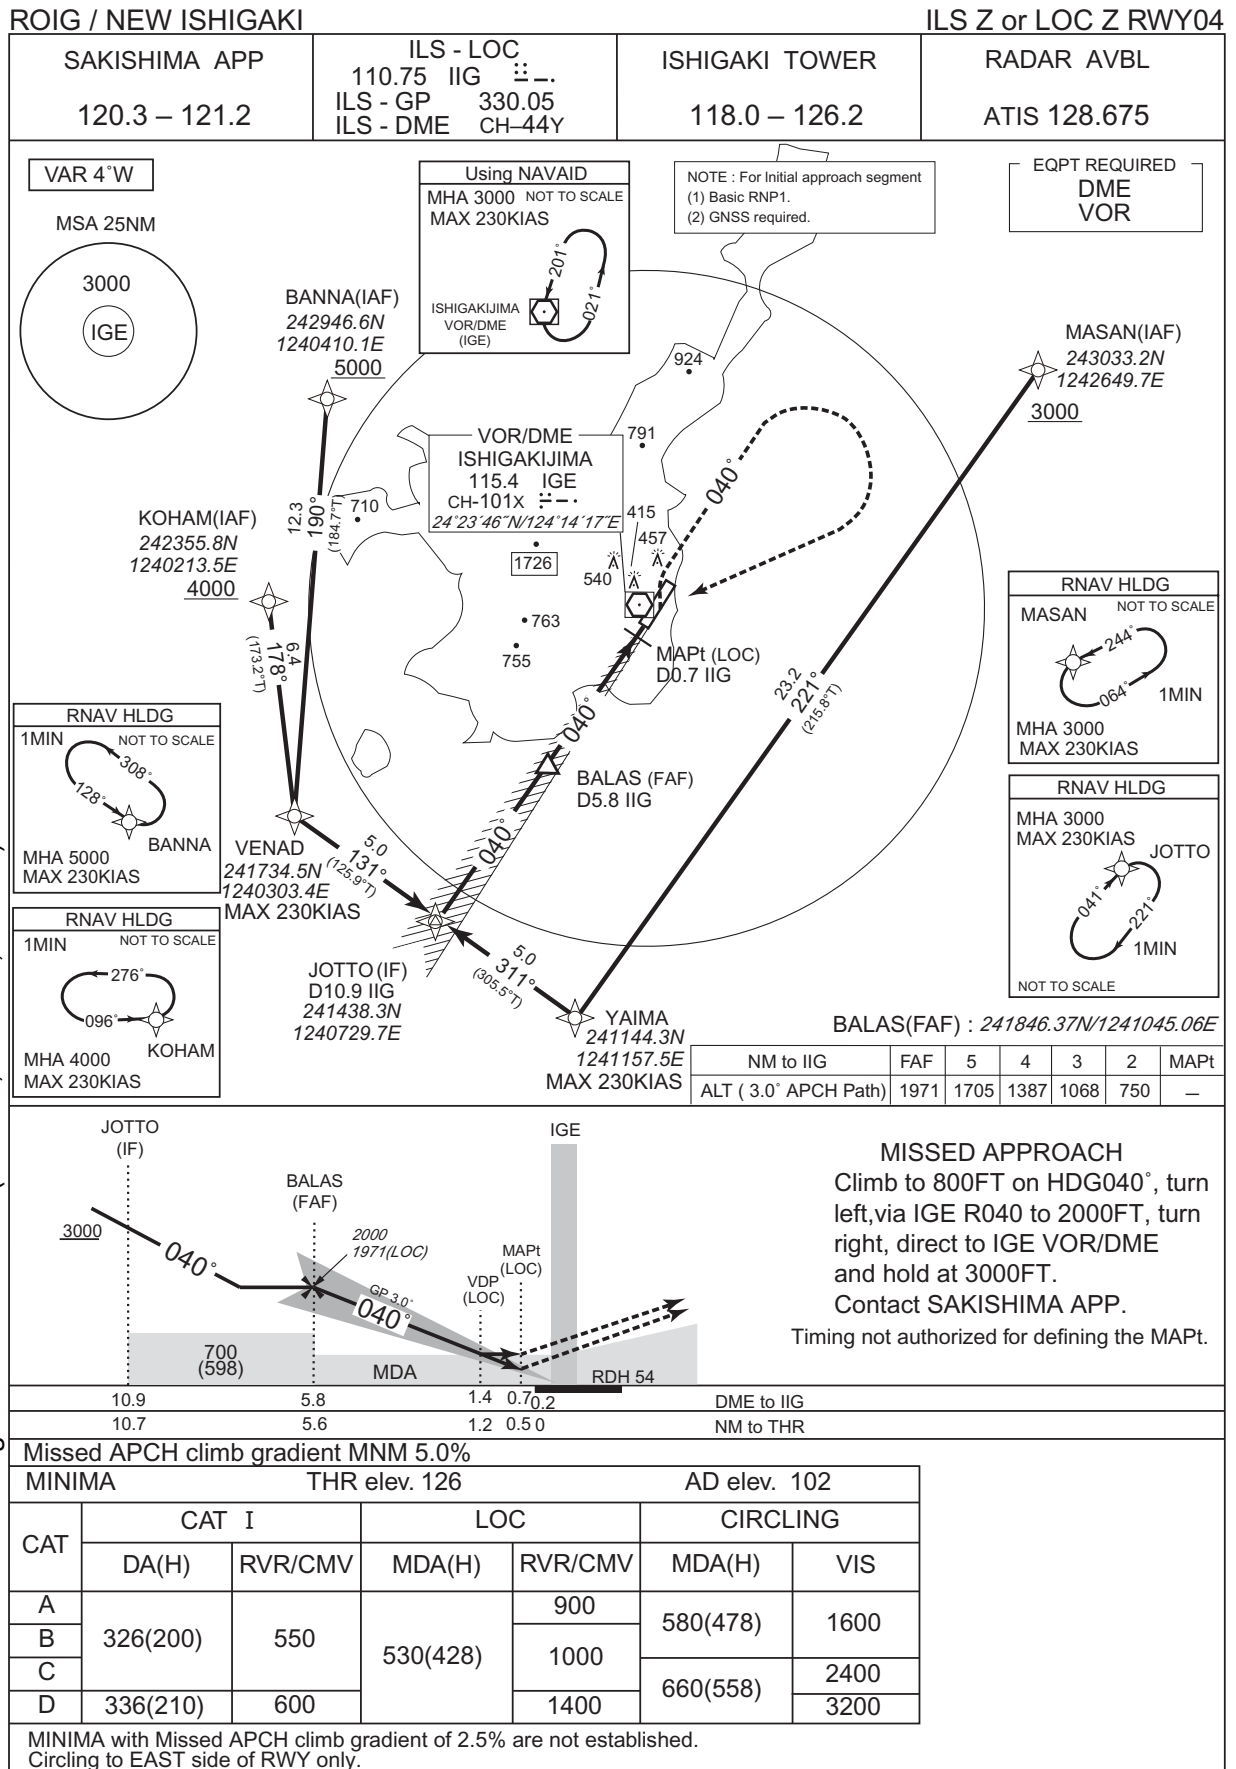 ROIG / NEW ISHIGAKI
ILS Z or LOC Z RWY04
SAKISHIMA APP
120.3 – 121.2
ILS - LOC
110.75 IIG
ILS - GP 330.05
ILS - DME CH–44Y
ISHIGAKI TOWER
118.0 – 126.2
RADAR AVBL
ATIS 128.675
VAR 4°W
MSA 25NM
3000
IGE
Using NAVAID
MHA 3000 NOT TO SCALE
MAX 230KIAS
201°
021°
ISHIGAKIJIMA
VOR/DME
(IGE)
NOTE : For Initial approach segment
(1) Basic RNP1.
(2) GNSS required.
EQPT REQUIRED
DME
VOR
BANNA(IAF)
242946.6N
1240410.1E
5000
MASAN(IAF)
243033.2N
1242649.7E
3000
924
791
VOR/DME
ISHIGAKIJIMA
115.4 IGE
CH-101X
24°23′46″N/124°14′17″E
710
12.3
190°
(184.7°T)
040°
KOHAM(IAF)
242355.8N
1240213.5E
4000
415
457
540
1726
763
755
6.4
178°
(173.2°T)
MAPt (LOC)
D0.7 IIG
23.2
221°
(215.8°T)
RNAV HLDG
MASAN NOT TO SCALE
244°
064°
1MIN
MHA 3000
MAX 230KIAS
RNAV HLDG
1MIN NOT TO SCALE
308°
128°
BANNA
MHA 5000
MAX 230KIAS
040°
BALAS (FAF)
D5.8 IIG
040°
RNAV HLDG
MHA 3000
MAX 230KIAS
JOTTO
041°
221°
1MIN
NOT TO SCALE
VENAD
241734.5N
1240303.4E
MAX 230KIAS
5.0
131°
(125.9°T)
RNAV HLDG
1MIN NOT TO SCALE
276°
096°
KOHAM
MHA 4000
MAX 230KIAS
JOTTO (IF)
D10.9 IIG
241438.3N
1240729.7E
5.0
311°
(305.5°T)
YAIMA
241144.3N
1241157.5E
MAX 230KIAS
BALAS(FAF) : 241846.37N/1241045.06E
NM to IIG FAF 5 4 3 2 MAPt
ALT ( 3.0° APCH Path) 1971 1705 1387 1068 750 –
JOTTO
(IF)
3000
040°
BALAS
(FAF)
2000
1971(LOC)
GP 3.0°
040°
VDP
(LOC)
MAPt
(LOC)
IGE
700
(598)
MDA
RDH 54
10.9 5.8 1.4 0.7 0.2 DME to IIG
10.7 5.6 1.2 0.5 0 NM to THR
MISSED APPROACH
Climb to 800FT on HDG040°, turn
left,via IGE R040 to 2000FT, turn
right, direct to IGE VOR/DME
and hold at 3000FT.
Contact SAKISHIMA APP.
Timing not authorized for defining the MAPt.
Missed APCH climb gradient MNM 5.0%
MINIMA THR elev. 126 AD elev. 102
CAT CAT I LOC CIRCLING
DA(H) RVR/CMV MDA(H) RVR/CMV MDA(H) VIS
A 326(200) 550 530(428) 900 580(478) 1600
B 1000
C 660(558) 2400
D 336(210) 600 1400 3200
MINIMA with Missed APCH climb gradient of 2.5% are not established.
Circling to EAST side of RWY only.